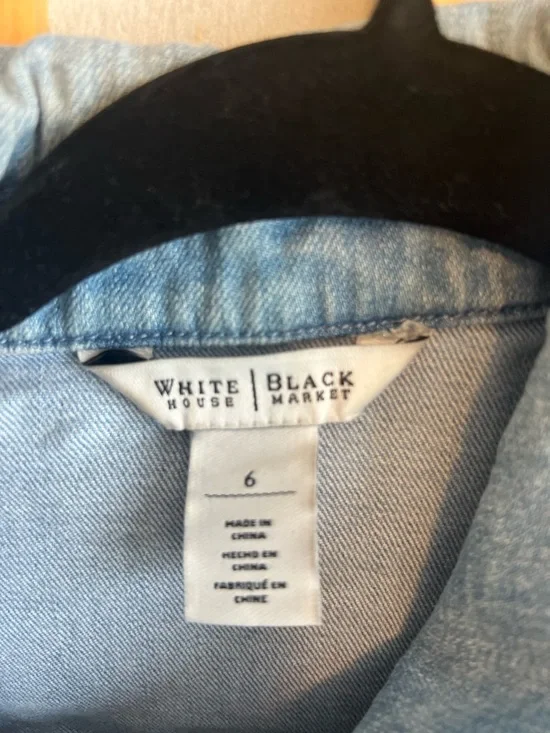 WHITE | BLACK
HOUSE | MARKET
6
MADE IN
CHINA
HECHO EN
CHINA
FABRIQUÉ EN
CHINE